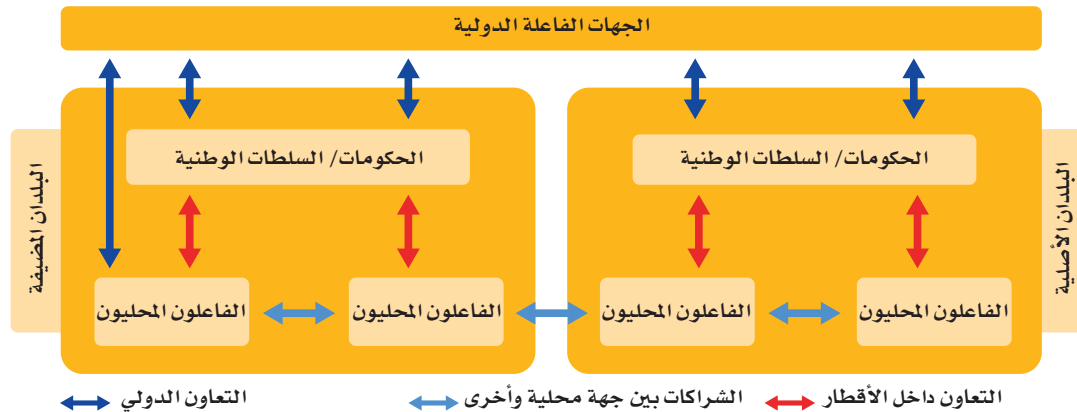 الجهات الفاعلة الدولية
البلدان الأصلية
الحكومات/ السلطات الوطنية
الحكومات/ السلطات الوطنية
البلدان المضيفة
الفاعلون المحليون
الفاعلون المحليون
الفاعلون المحليون
الفاعلون المحليون
التعاون داخل الأقطار
الشراكات بين جهة محلية وأخرى
التعاون الدولي